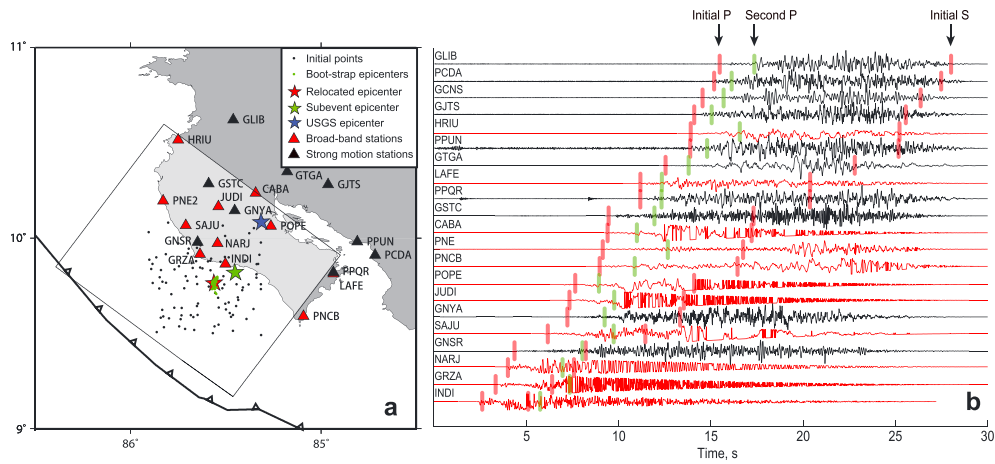 11°
10°
9°
86°
85°
Initial points
Boot-strap epicenters
Relocated epicenter
Subevent epicenter
USGS epicenter
Broad-band stations
Strong motion stations
GLIB
HRIU
GTGA
GJTS
GSTC
CABA
JUDI
PNE2
GNYA
SAJU
POPE
GNSR
NARJ
PPUN
GRZA
INDI
PCDA
PPQR
LAFE
PNCB
a
Initial P
Second P
Initial S
GLIB
PCDA
GCNS
GJTS
HRIU
PPUN
GTGA
LAFE
PPQR
GSTC
CABA
PNE
PNCB
POPE
JUDI
GNYA
SAJU
GNSR
NARJ
GRZA
INDI
b
5
10
15
20
25
30
Time, s